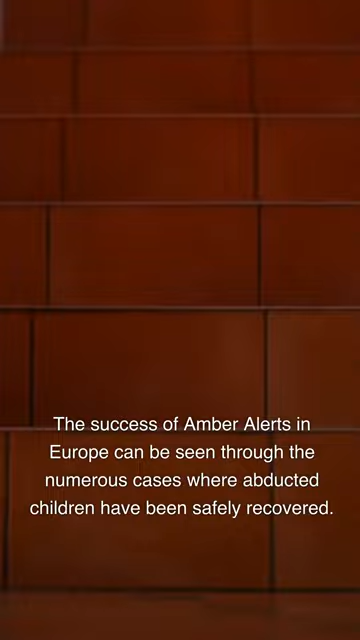 The success of Amber Alerts in
Europe can be seen through the
numerous cases where abducted
children have been safely recovered.